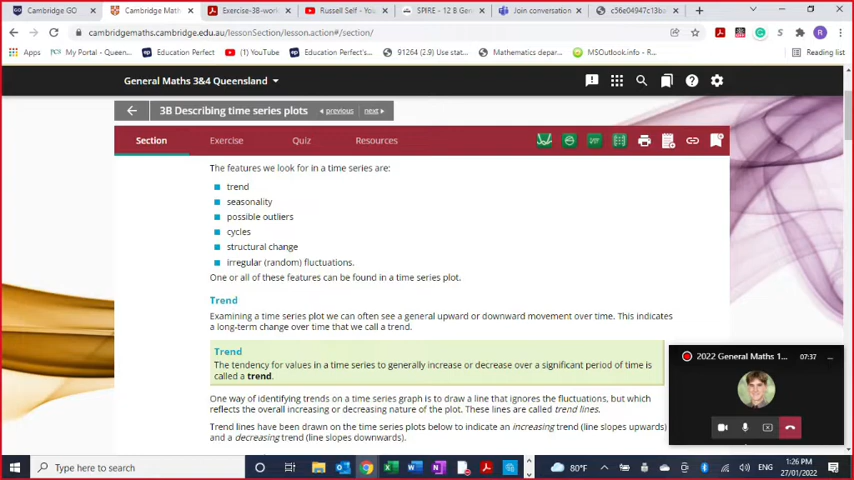 Cambridge GO
Cambridge Math
Exercise-3B-work
Russell Self - You
SPIRE - 12 B Gen
Join conversation
c56e04947c13ba
cambridgemaths.cambridge.edu.au/lessonSection/lesson.action#/section/
Apps
My Portal - Queen...
Education Perfect
(1) YouTube
Education Perfect's...
91264 (2.9) Use stat...
Mathematics depar...
MSOutlook.info - R...
Reading list
General Maths 3&4 Queensland
3B Describing time series plots
previous
next
Section
Exercise
Quiz
Resources
The features we look for in a time series are:
trend
seasonality
possible outliers
cycles
structural change
irregular (random) fluctuations.
One or all of these features can be found in a time series plot.
Trend
Examining a time series plot we can often see a general upward or downward movement over time. This indicates
a long-term change over time that we call a trend.
Trend
The tendency for values in a time series to generally increase or decrease over a significant period of time is
called a trend.
One way of identifying trends on a time series graph is to draw a line that ignores the fluctuations, but which
reflects the overall increasing or decreasing nature of the plot. These lines are called trend lines.
Trend lines have been drawn on the time series plots below to indicate an increasing trend (line slopes upwards)
and a decreasing trend (line slopes downwards).
2022 General Maths 1...
07:37
Type here to search
80°F
ENG
1:26 PM
27/01/2022